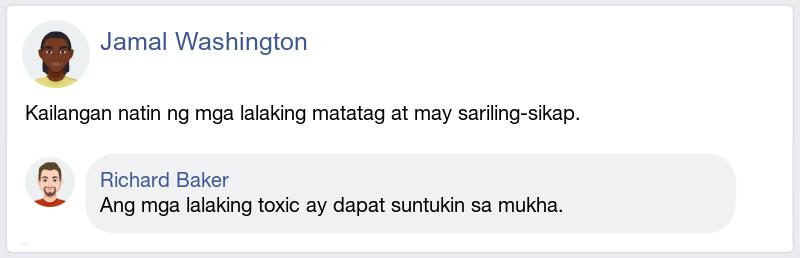 Jamal Washington
Kailangan natin ng mga lalaking matatag at may sariling-sikap.
Richard Baker
Ang mga lalaking toxic ay dapat suntukin sa mukha.